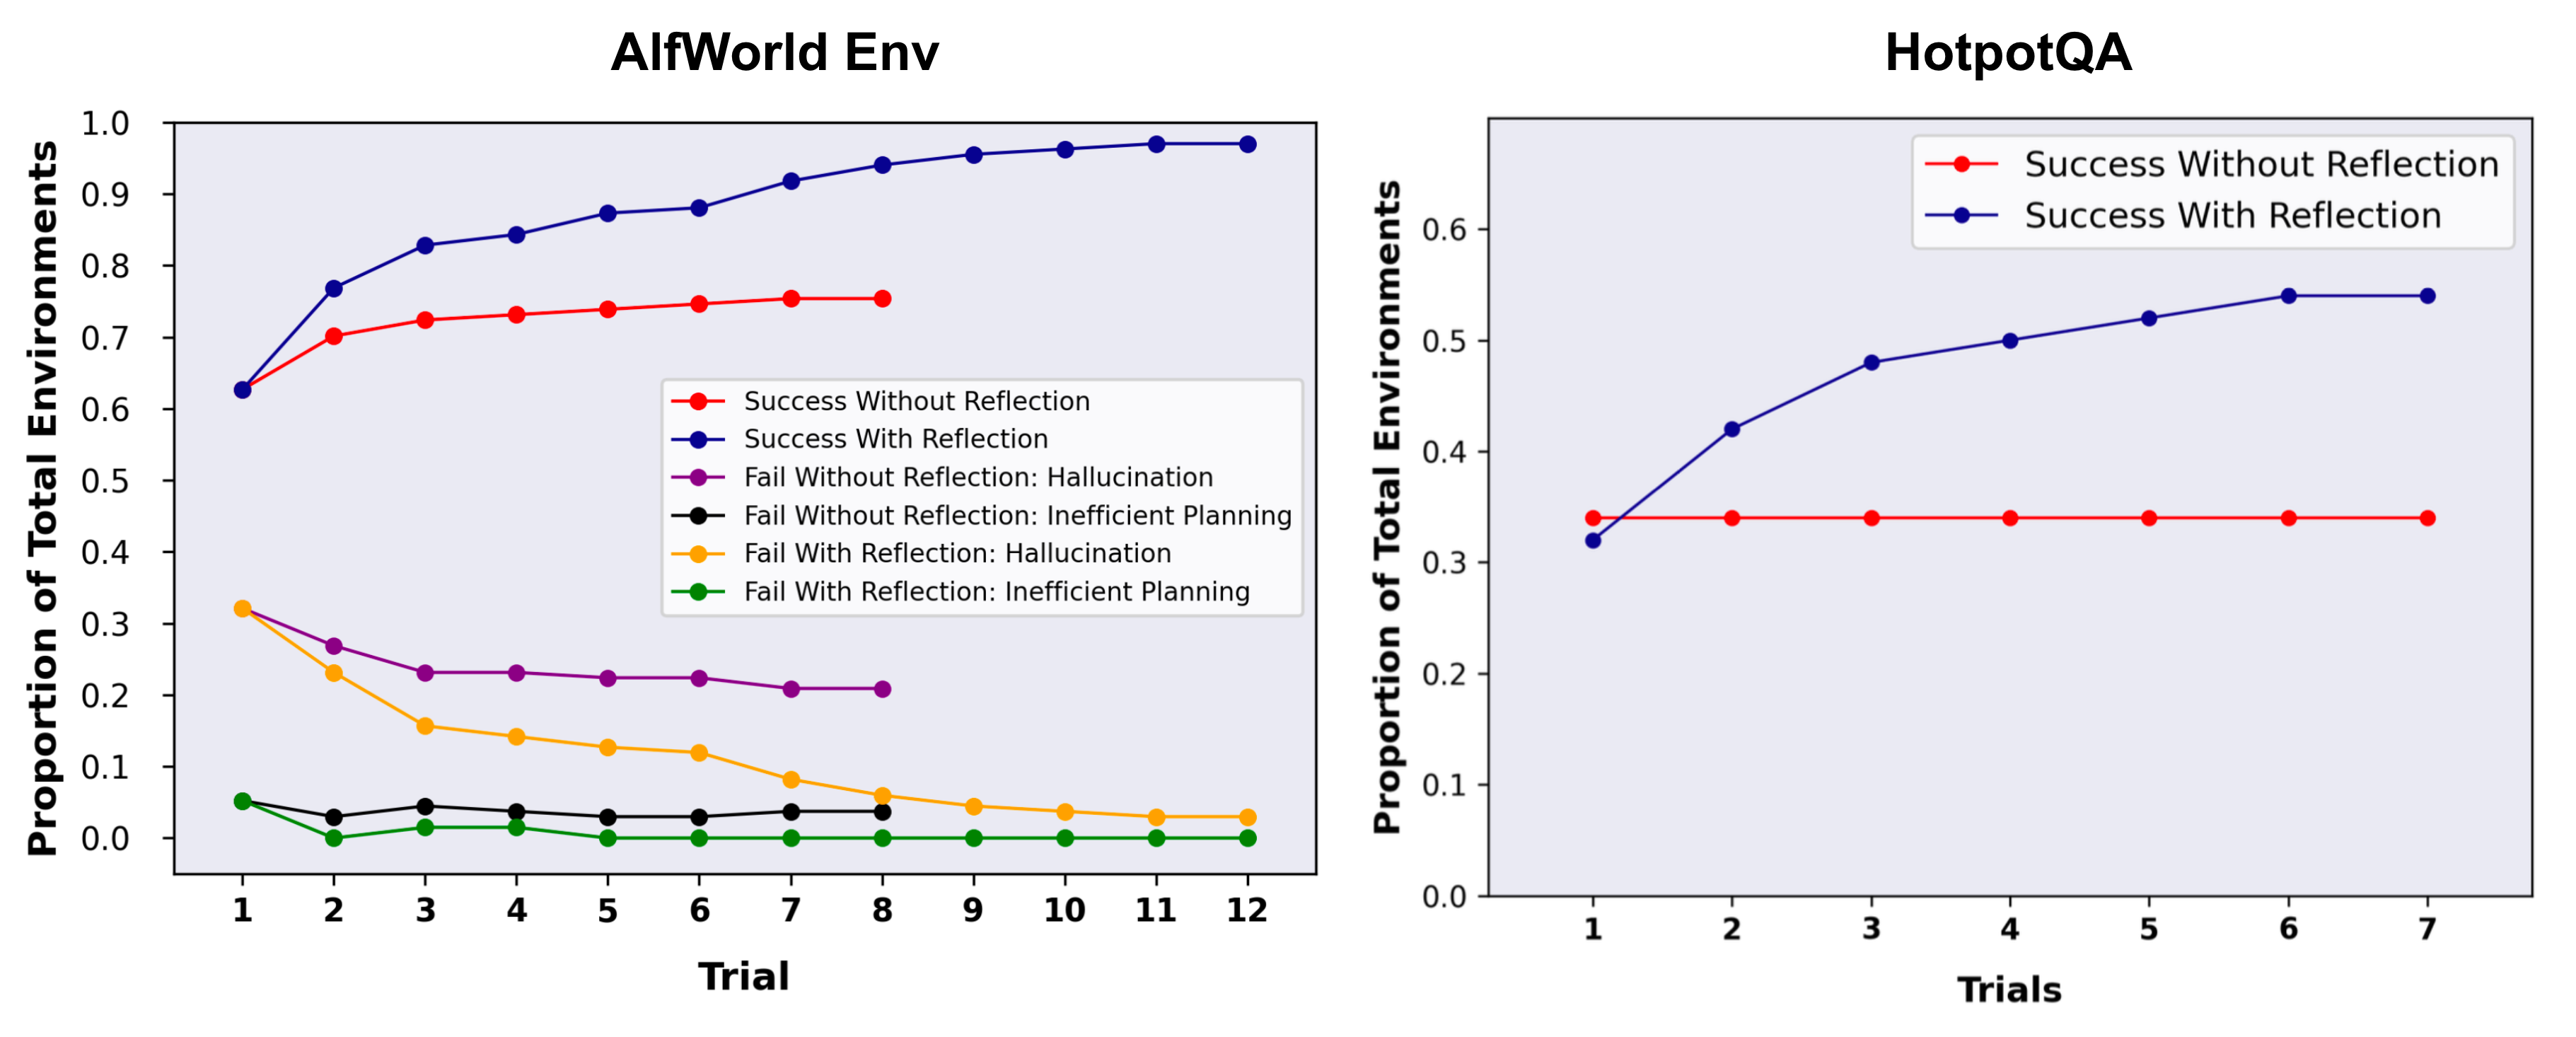 AlfWorld Env
Proportion of Total Environments
1.0
0.9
0.8
0.7
0.6
0.5
0.4
0.3
0.2
0.1
0.0
Success Without Reflection
Success With Reflection
Fail Without Reflection: Hallucination
Fail Without Reflection: Inefficient Planning
Fail With Reflection: Hallucination
Fail With Reflection: Inefficient Planning
1 2 3 4 5 6 7 8 9 10 11 12
Trial
HotpotQA
Proportion of Total Environments
0.6
0.5
0.4
0.3
0.2
0.1
0.0
Success Without Reflection
Success With Reflection
1 2 3 4 5 6 7
Trials